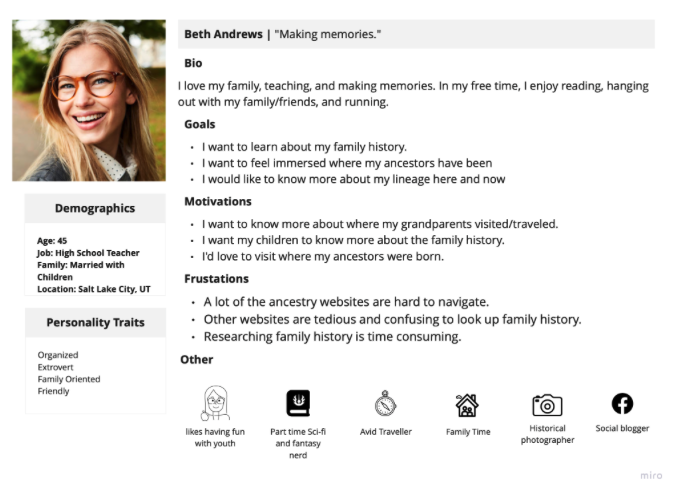 Beth Andrews | "Making memories."
Bio
I love my family, teaching, and making memories. In my free time, I enjoy reading, hanging
out with my family/friends, and running.
Goals
• I want to learn about my family history.
• I want to feel immersed where my ancestors have been
• I would like to know more about my lineage here and now
Motivations
• I want to know more about where my grandparents visited/traveled.
• I want my children to know more about the family history.
• I'd love to visit where my ancestors were born.
Frustations
• A lot of the ancestry websites are hard to navigate.
• Other websites are tedious and confusing to look up family history.
• Researching family history is time consuming.
Other
likes having fun
with youth
Part time Sci-fi
and fantasy
nerd
Avid Traveller
Family Time
Historical
photographer
Social blogger
Demographics
Age: 45
Job: High School Teacher
Family: Married with
Children
Location: Salt Lake City, UT
Personality Traits
Organized
Extrovert
Family Oriented
Friendly
miro